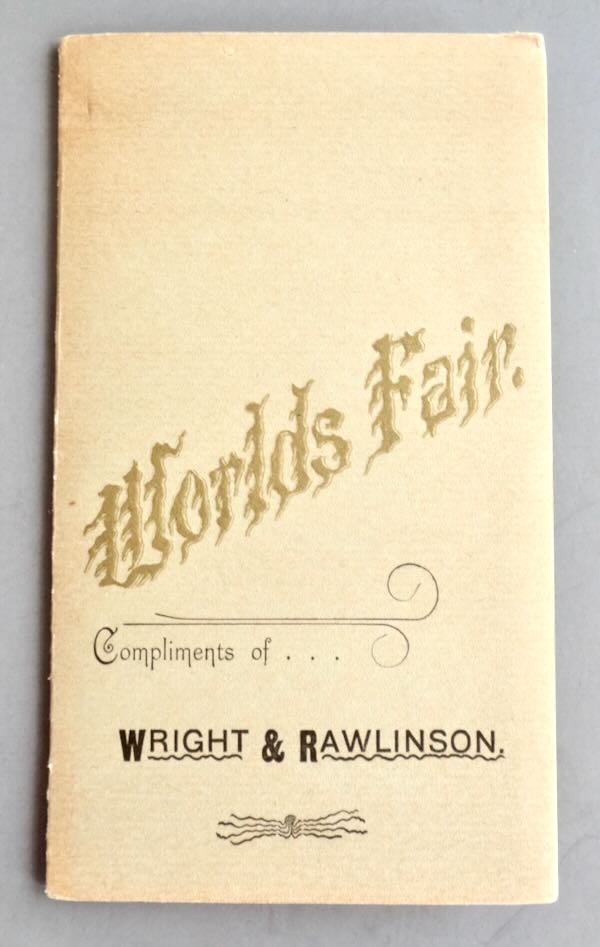 Worlds Fair.
Compliments of . . .
WRIGHT & RAWLINSON.